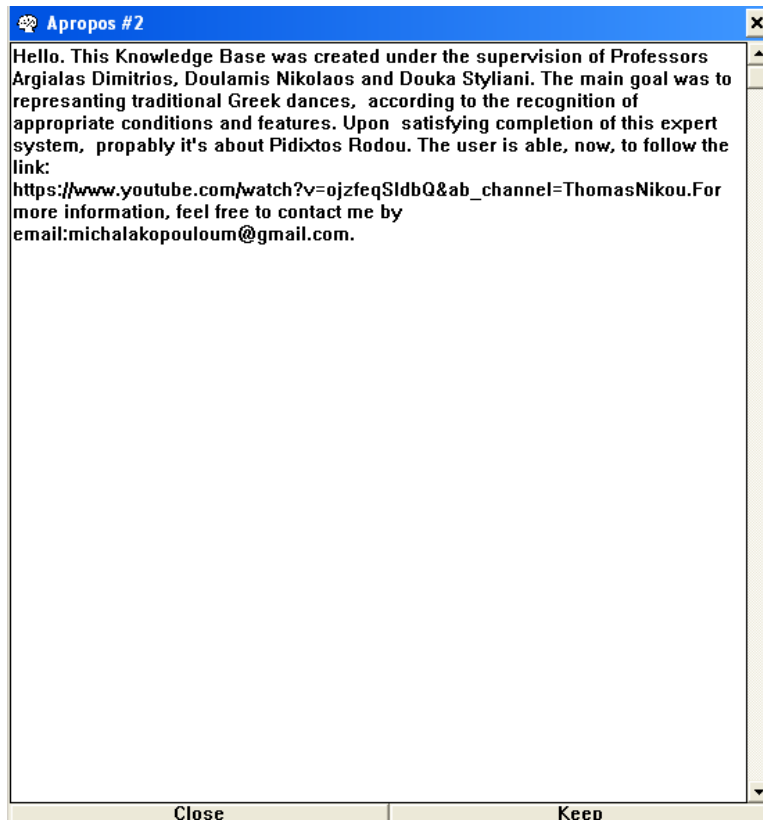 Apropos #2
Hello. This Knowledge Base was created under the supervision of Professors
Argialas Dimitrios, Doulamis Nikolaos and Douka Styliani. The main goal was to
represanting traditional Greek dances,  according to the recognition of
appropriate conditions and features. Upon  satisfying completion of this expert
system,  propably it's about Pidixtos Rodou. The user is able, now, to follow the
link:
https://www.youtube.com/watch?v=ojzfeqSldbQ&ab_channel=ThomasNikou.For
more information, feel free to contact me by
email:michalakopouloum@gmail.com.
Close
Keep